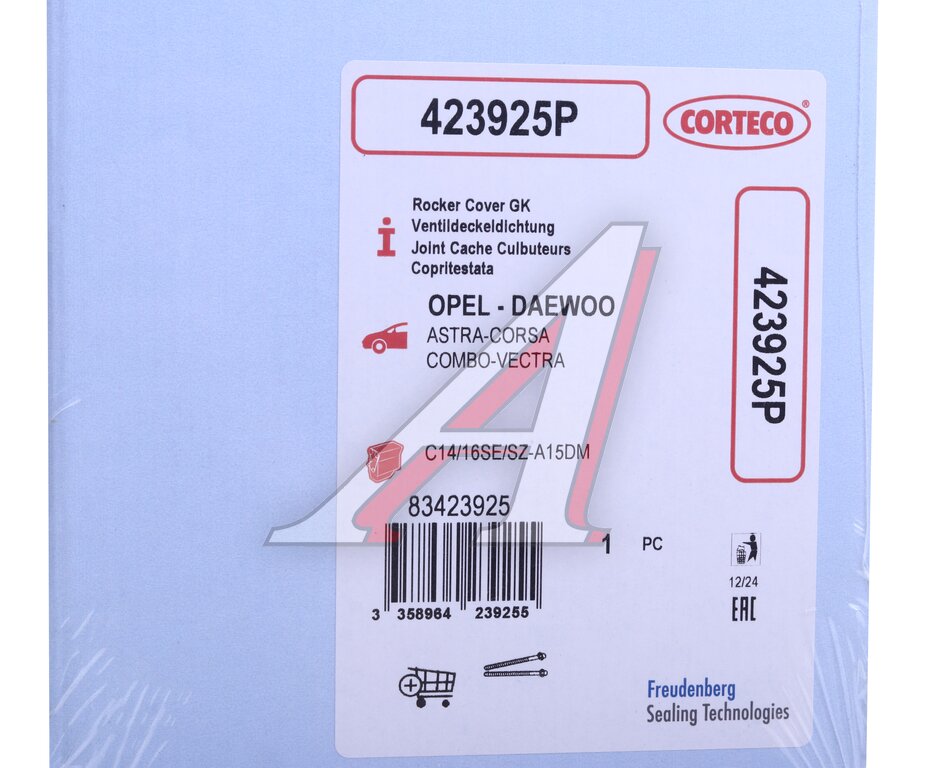 423925P
CORTECO®
Rocker Cover GK
Ventildeckeldichtung
Joint Cache Culbuteurs
Copritestata
OPEL - DAEWOO
ASTRA-CORSA
COMBO-VECTRA
423925P
C14/16SE/SZ-A15DM
83423925
1 PC
3 358964 239255
12/24
EAC
Freudenberg
Sealing Technologies